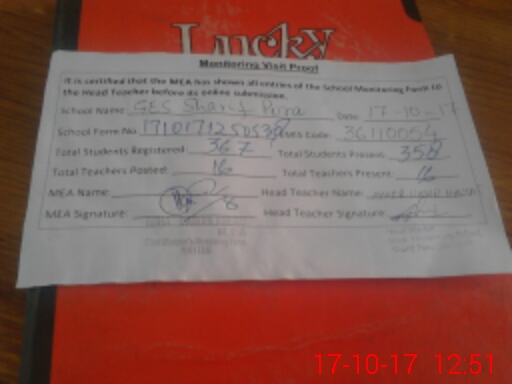 Lucky
Monitoring Visit Proof
It is certified that the MEA has shown all entries of the School Monitoring Form to
the Head Teacher before its online submission.
School Name: GES Sharif Pura Date: 17-10-17
School Form No. EMIS Code: 36110054
Total Students Registered: 367 Total Students Present: 358
Total Teachers Posted: 16 Total Teachers Present: 16
MEA Name: Head Teacher Name:
MEA Signature: Head Teacher Signature:
17-10-17 12:51